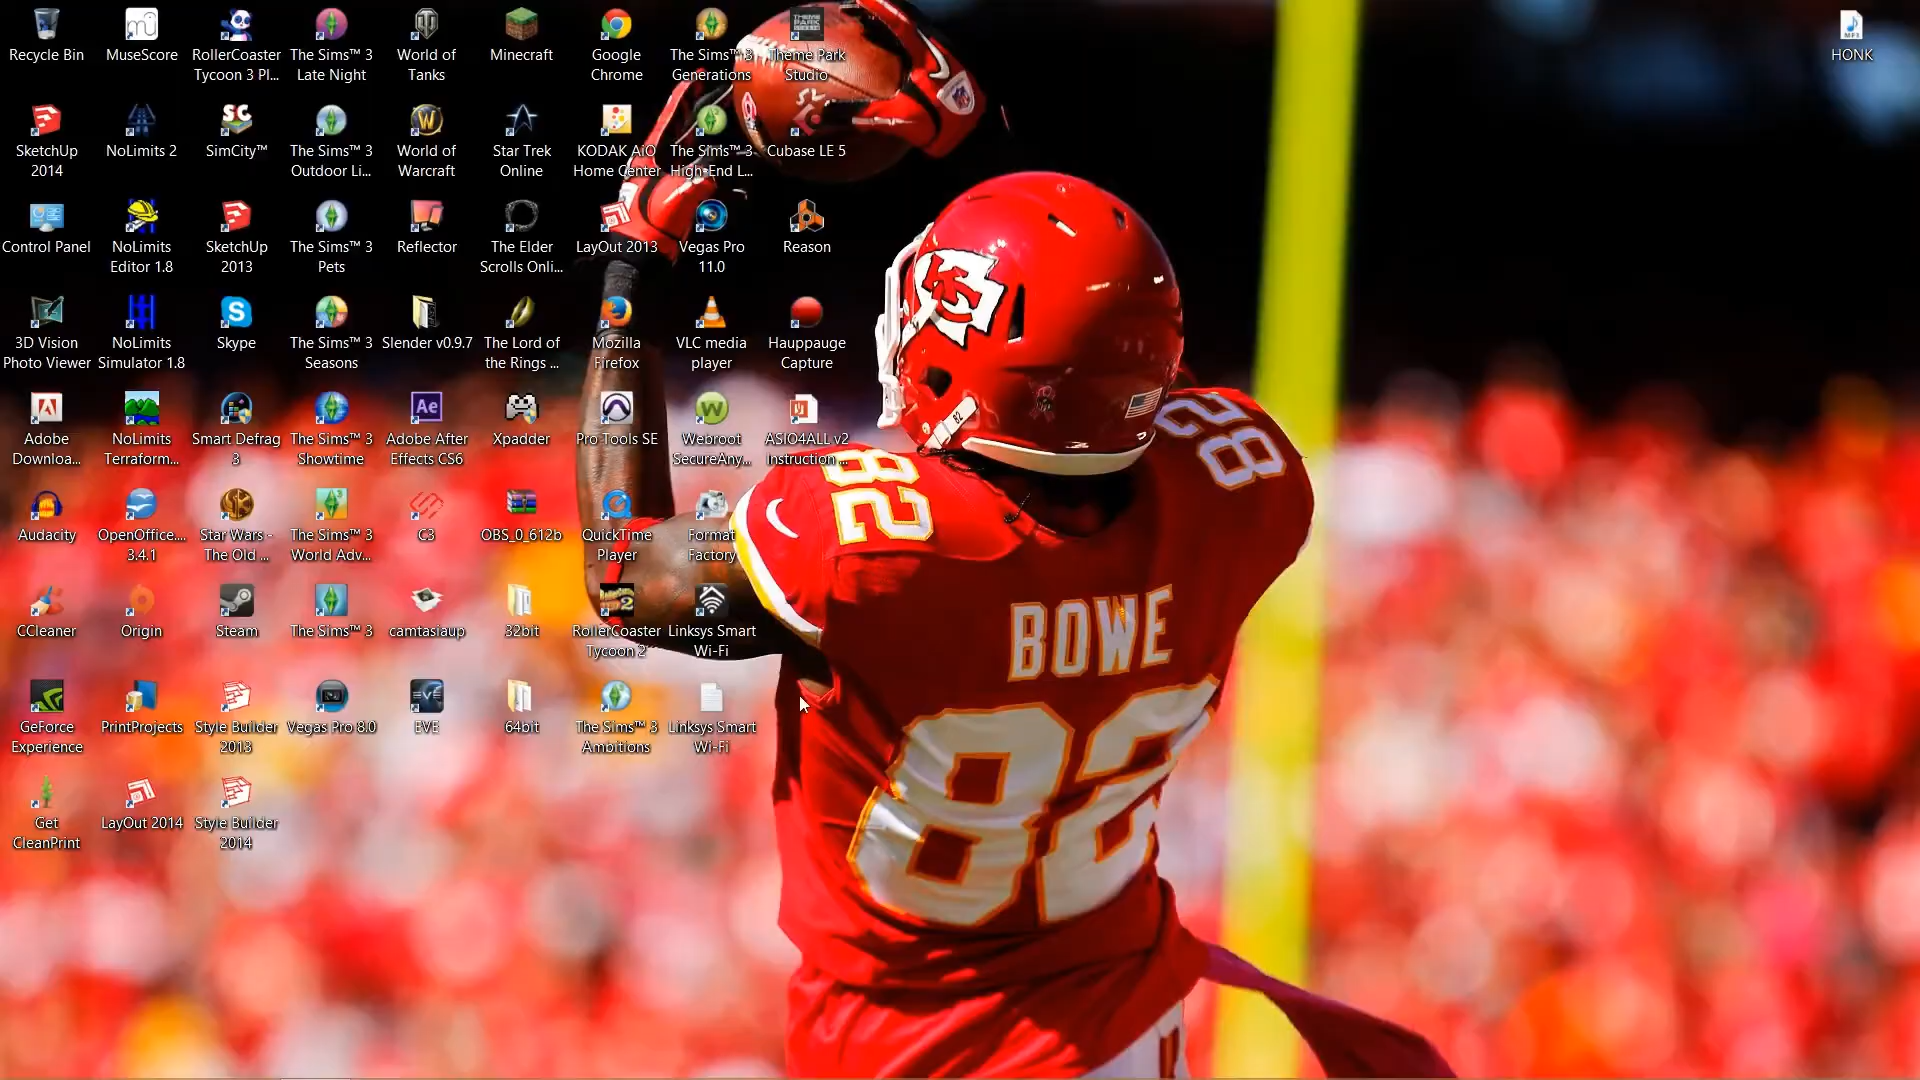 Recycle Bin
MuseScore
RollerCoaster
Tycoon 3 Pl...
The Sims™ 3
Late Night
World of
Tanks
Minecraft
Google
Chrome
The Sims™ 3
Generations
Theme Park
Studio
HONK
SketchUp
2014
NoLimits 2
SimCity™
The Sims™ 3
Outdoor Li...
World of
Warcraft
Star Trek
Online
KODAK AiO
Home Center
The Sims™ 3
High-End L...
Cubase LE 5
Control Panel
NoLimits
Editor 1.8
SketchUp
2013
The Sims™ 3
Pets
Reflector
The Elder
Scrolls Onli...
LayOut 2013
Vegas Pro
11.0
Reason
3D Vision
Photo Viewer
NoLimits
Simulator 1.8
Skype
The Sims™ 3
Seasons
Slender v0.9.7
The Lord of
the Rings ...
Mozilla
Firefox
VLC media
player
Hauppauge
Capture
Adobe
Downloa...
NoLimits
Terraform...
Smart Defrag
3
The Sims™ 3
Showtime
Adobe After
Effects CS6
Xpadder
Pro Tools SE
Webroot
SecureAny...
ASIO4ALL v2
Instruction ...
Audacity
OpenOffice....
3.4.1
Star Wars -
The Old ...
The Sims™ 3
World Adv...
C3
OBS_0_612b
QuickTime
Player
Format
Factory
CCleaner
Origin
Steam
The Sims™ 3
camtasiaup
32bit
RollerCoaster
Tycoon 2
Linksys Smart
Wi-Fi
GeForce
Experience
PrintProjects
Style Builder
2013
Vegas Pro 8.0
EVE
64bit
The Sims™ 3
Ambitions
Linksys Smart
Wi-Fi
Get
CleanPrint
LayOut 2014
Style Builder
2014
KC
82
82
82
BOWE
82